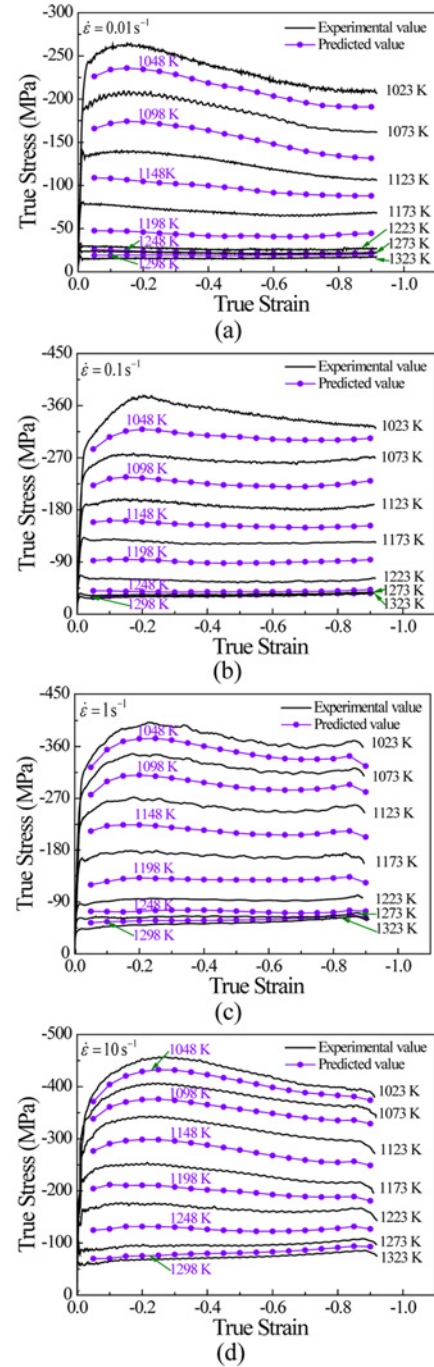 -300
ε̇ = 0.01 s⁻¹
Experimental value
Predicted value
-250
1048 K
1023 K
-200
1098 K
1073 K
-150
1148K
1123 K
-100
1173 K
1198 K
1223 K
-50
1248 K
1273 K
1298 K
1323 K
0
0.0 -0.2 -0.4 -0.6 -0.8 -1.0
True Stress (MPa)
True Strain
(a)
-450
ε̇ = 0.1 s⁻¹
Experimental value
Predicted value
-360
1048 K
1023 K
-270
1098 K
1073 K
-180
1148 K
1123 K
1173 K
-90
1198 K
1223 K
1248 K
1273 K
1298 K
1323 K
0
0.0 -0.2 -0.4 -0.6 -0.8 -1.0
True Stress (MPa)
True Strain
(b)
-450
ε̇ = 1 s⁻¹
Experimental value
Predicted value
1048 K
1023 K
-360
1098 K
1073 K
-270
1148 K
1123 K
-180
1173 K
1198 K
-90
1223 K
1248 K
1273 K
1298 K
1323 K
0
0.0 -0.2 -0.4 -0.6 -0.8 -1.0
True Stress (MPa)
True Strain
(c)
-500
ε̇ = 10 s⁻¹
Experimental value
Predicted value
1048 K
-400
1023 K
1098 K
1073 K
-300
1148 K
1123 K
1198 K
1173 K
-200
1248 K
1223 K
-100
1273 K
1298 K
1323 K
0
0.0 -0.2 -0.4 -0.6 -0.8 -1.0
True Stress (MPa)
True Strain
(d)